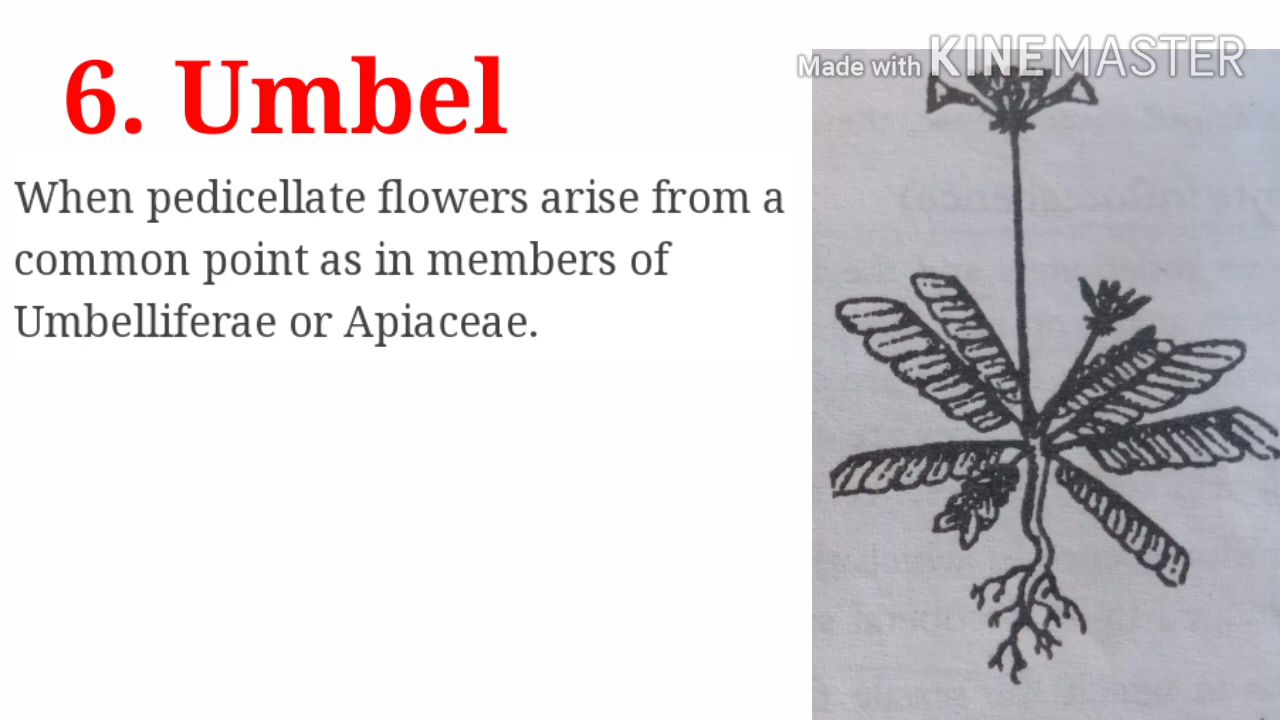 6. Umbel
Made with KINEMASTER
When pedicellate flowers arise from a
common point as in members of
Umbelliferae or Apiaceae.